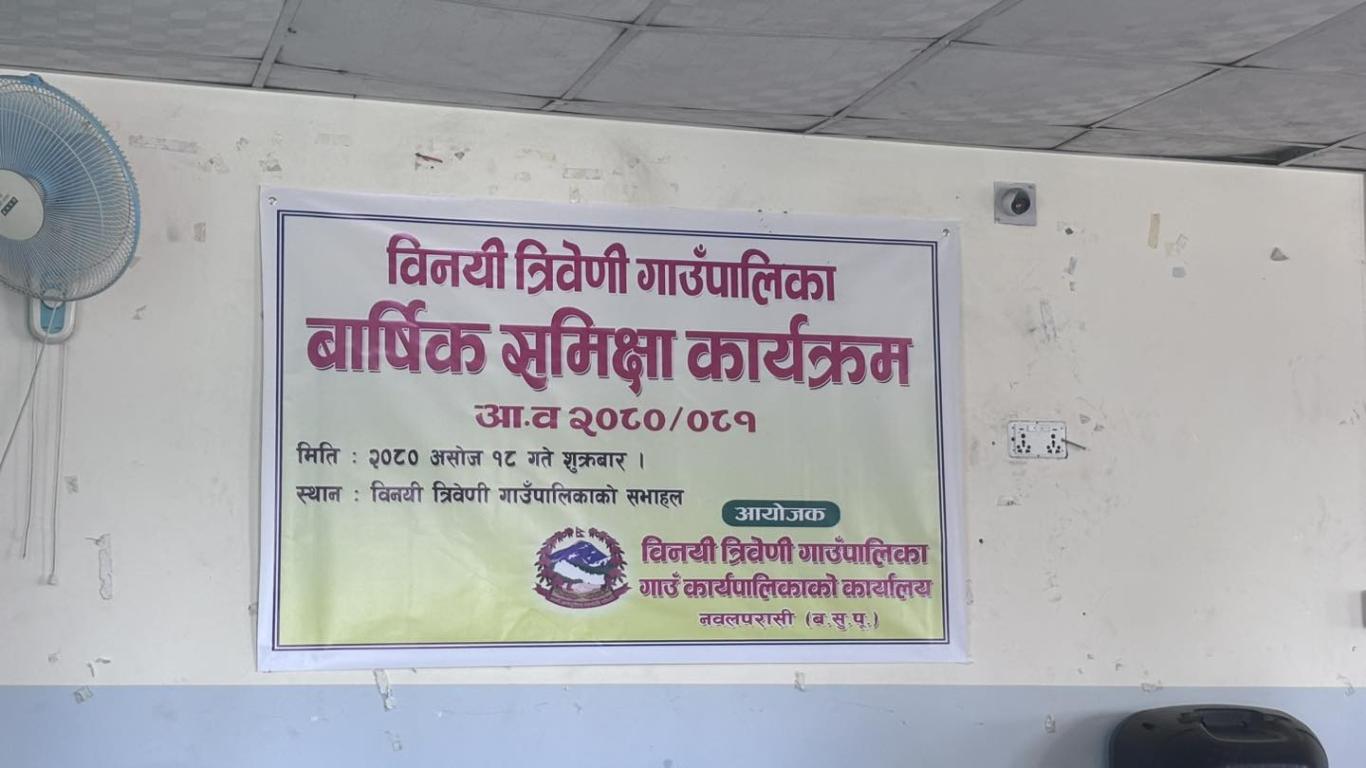 विनयी त्रिवेणी गाउँपालिका
बार्षिक समिक्षा कार्यक्रम
आ.व २०८०/०८१
मिति : २०८० असोज १८ गते शुक्रबार ।
स्थान : विनयी त्रिवेणी गाउँपालिकाको सभाहल
आयोजक
विनयी त्रिवेणी गाउँपालिका
गाउँ कार्यपालिकाको कार्यालय
नवलपरासी (ब.सु.पू.)